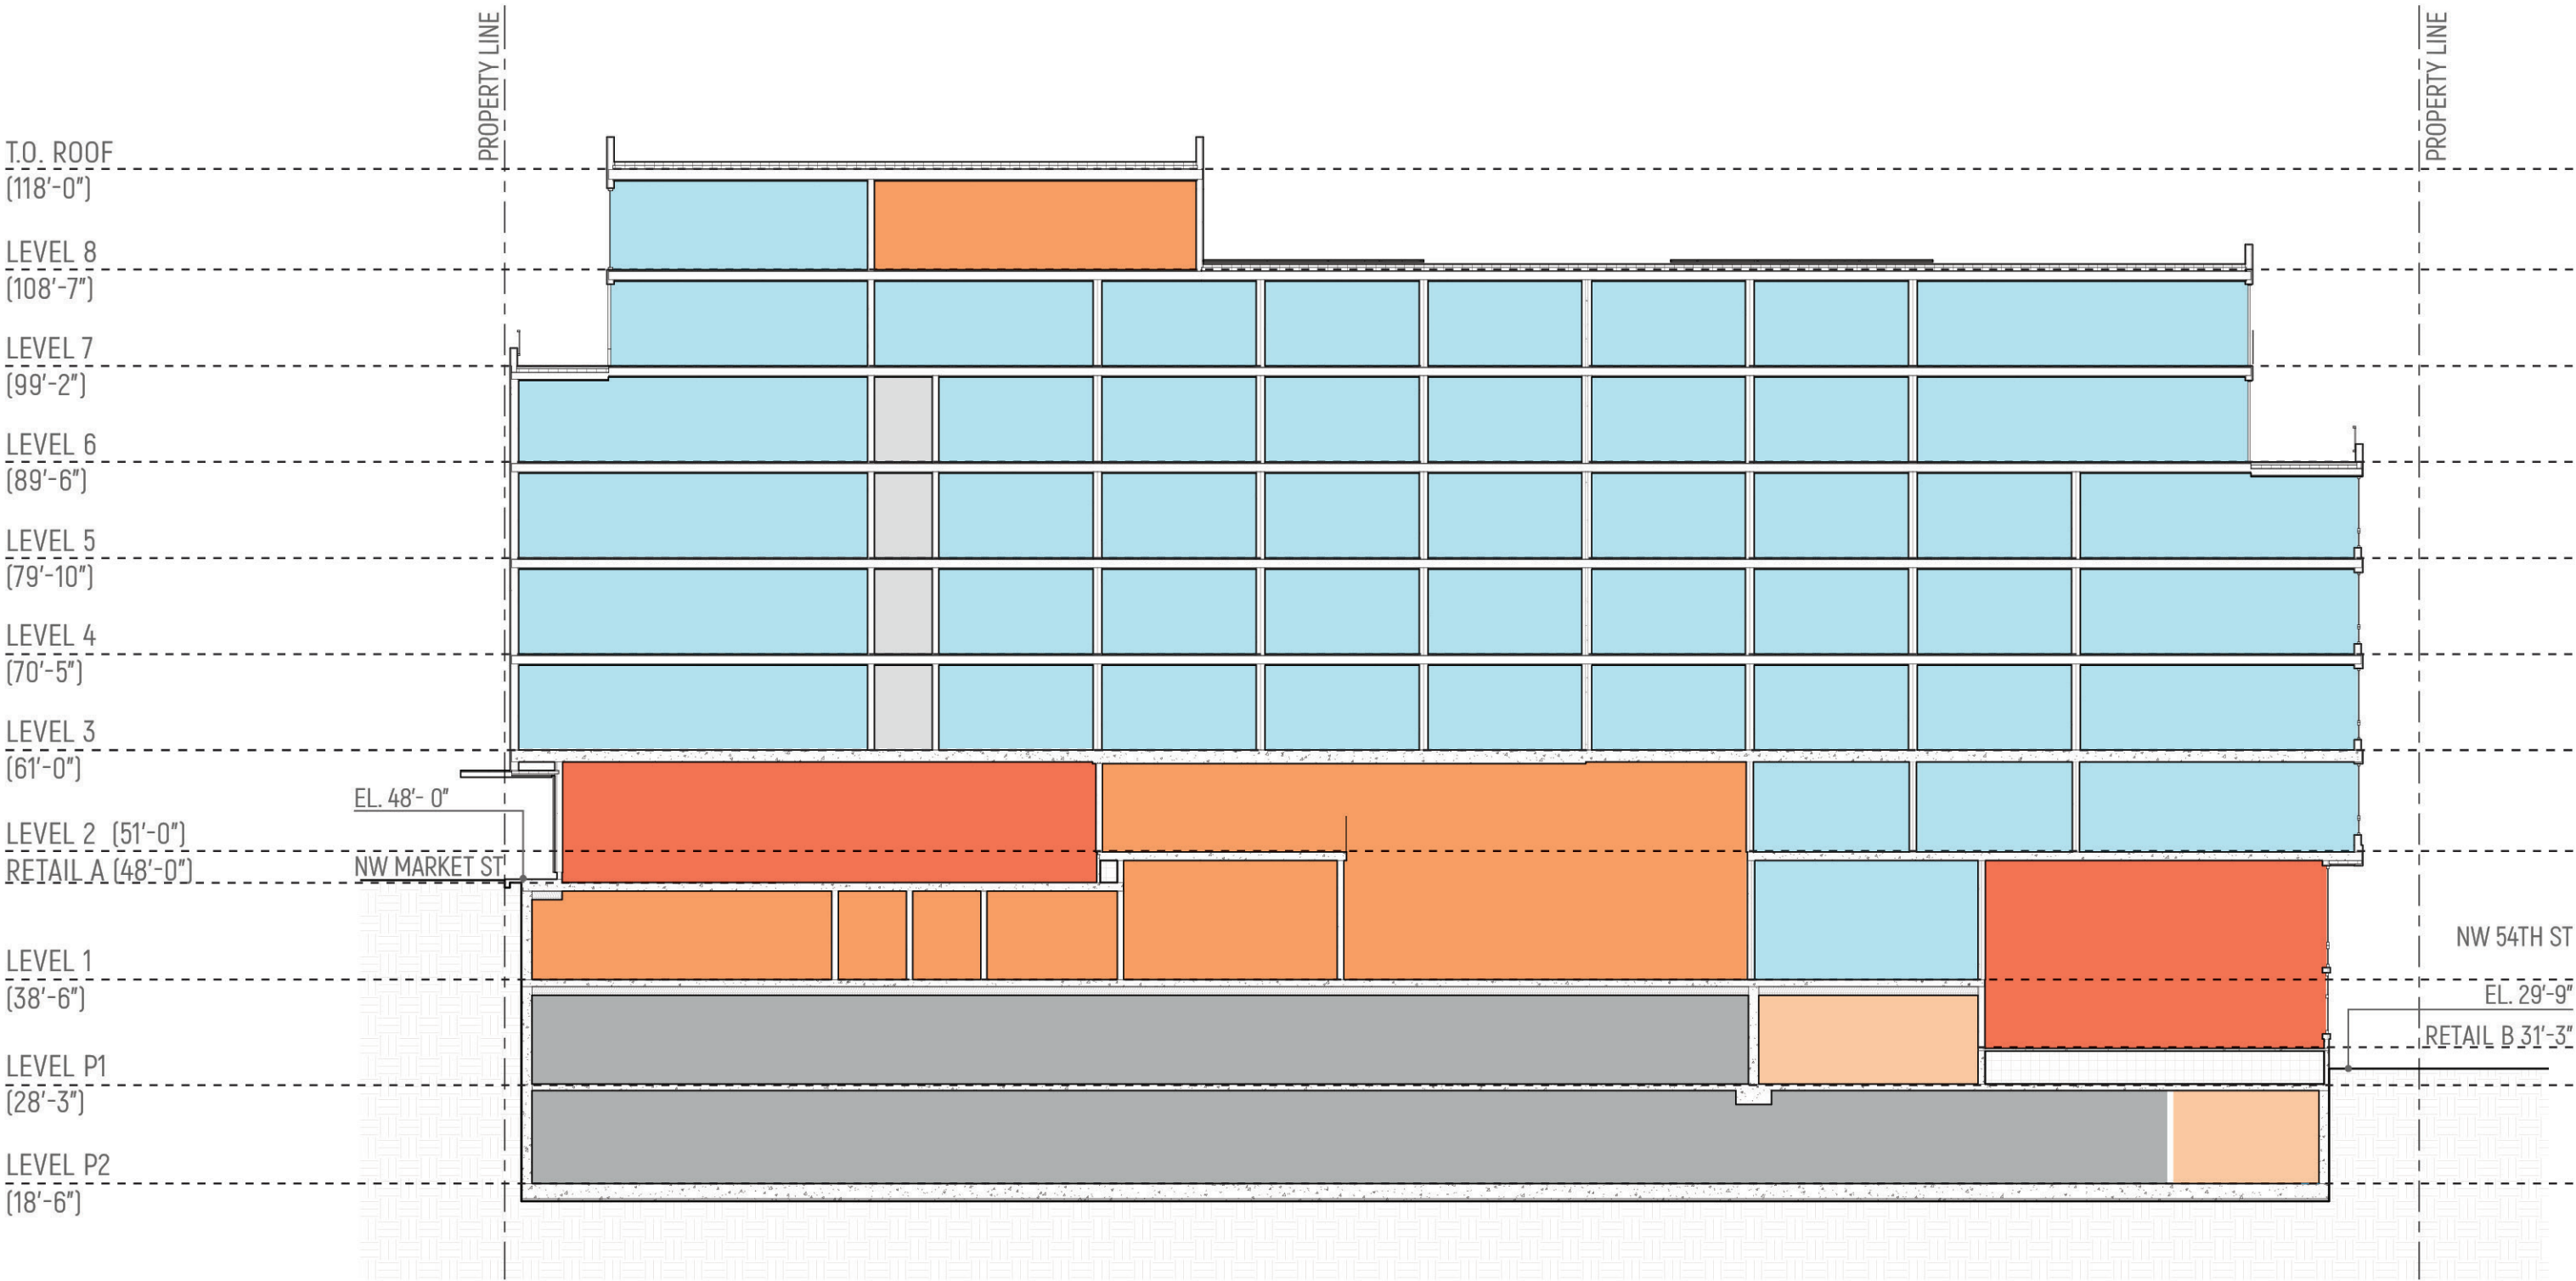 PROPERTY LINE
PROPERTY LINE
T.O. ROOF
(118'-0")
LEVEL 8
(108'-7")
LEVEL 7
(99'-2")
LEVEL 6
(89'-6")
LEVEL 5
(79'-10")
LEVEL 4
(70'-5")
LEVEL 3
(61'-0")
EL. 48'- 0"
LEVEL 2 (51'-0")
RETAIL A (48'-0")
NW MARKET ST
LEVEL 1
(38'-6")
NW 54TH ST
EL. 29'-9"
RETAIL B 31'-3"
LEVEL P1
(28'-3")
LEVEL P2
(18'-6")